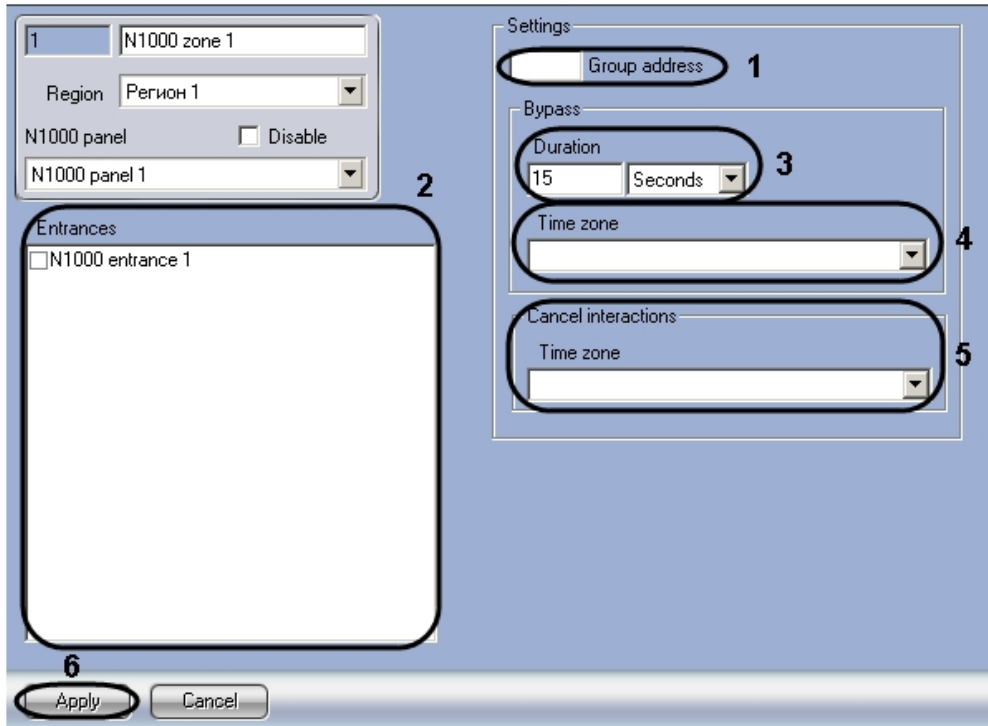 1
N1000 zone 1
Region
Регион 1
N1000 panel
Disable
N1000 panel 1
2
Entrances
N1000 entrance 1
Settings
Group address
1
Bypass
Duration
15
Seconds
3
Time zone
4
Cancel interactions
Time zone
5
6
Apply
Cancel